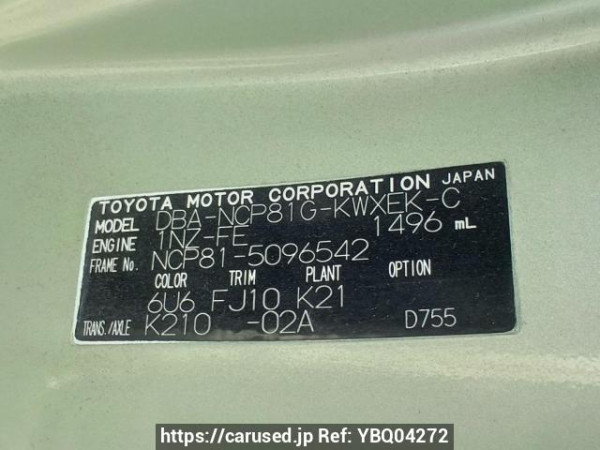 TOYOTA MOTOR CORPORATION JAPAN
MODEL DBA-NCP81G-KWXEK-C
ENGINE 1NZ-FE 1496 mL
FRAME No. NCP81-5096542
COLOR TRIM PLANT OPTION
6U6 FJ10 K21
TRANS./AXLE K210 -02A D755
https://carused.jp Ref: YBQ04272